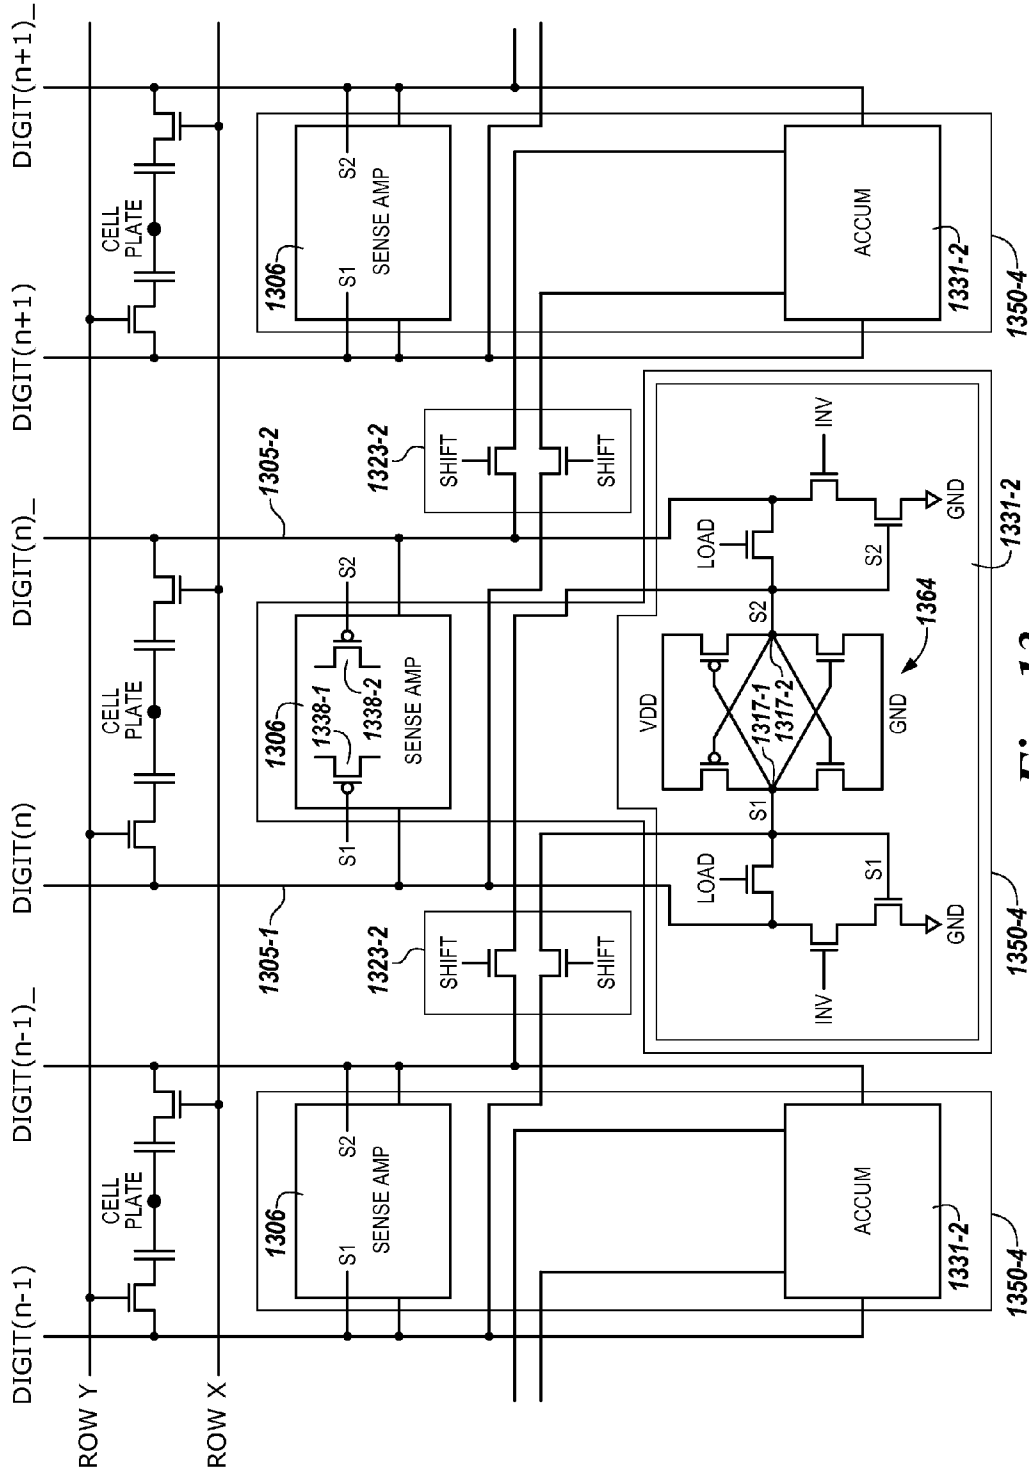 DIGIT(n-1)
DIGIT(n-1)_
DIGIT(n)
DIGIT(n)_
DIGIT(n+1)
DIGIT(n+1)_
ROW Y
ROW X
CELL
PLATE
CELL
PLATE
CELL
PLATE
1305-1
1305-2
1306
S1
S2
SENSE AMP
1306
S1
1338-1
1338-2
S2
SENSE AMP
1306
S1
S2
SENSE AMP
1323-2
SHIFT
SHIFT
1323-2
SHIFT
SHIFT
ACCUM
1331-2
1350-4
INV
LOAD
S1
GND
S1
VDD
1317-1
1317-2
GND
S2
1364
LOAD
S2
INV
GND
1331-2
1350-4
ACCUM
1331-2
1350-4